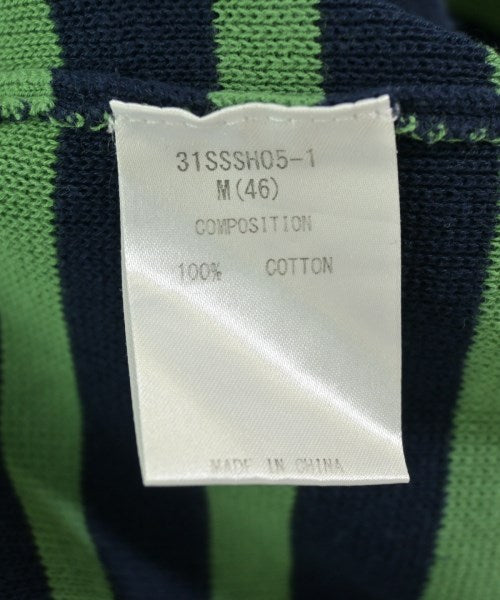 31SSSH05-1
M(46)
COMPOSITION
100% COTTON
MADE IN CHINA